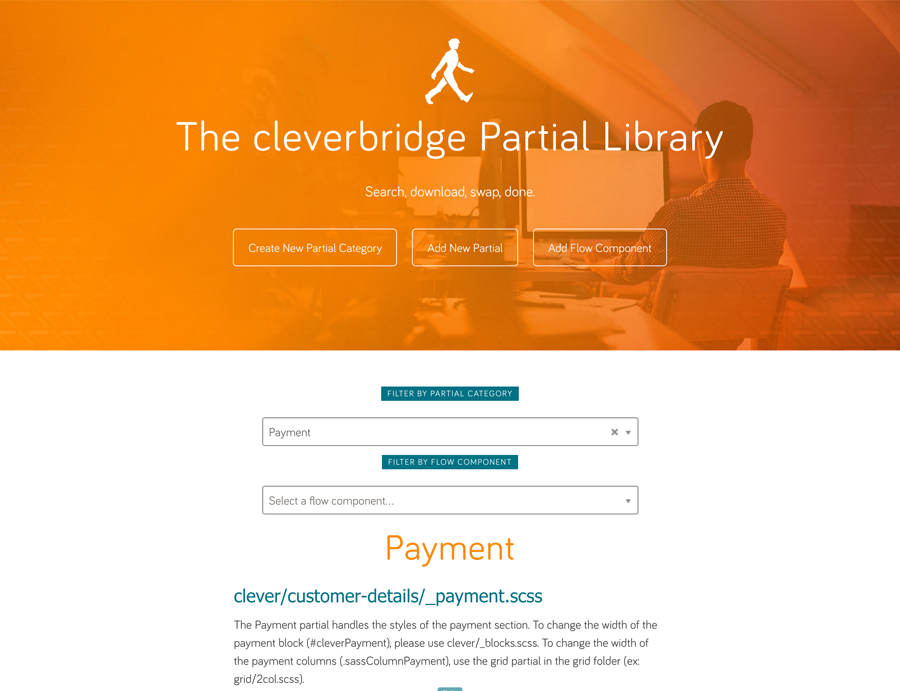 The cleverbridge Partial Library
Search, download, swap, done.
Create New Partial Category
Add New Partial
Add Flow Component
FILTER BY PARTIAL CATEGORY
Payment
FILTER BY FLOW COMPONENT
Select a flow component...
Payment
clever/customer-details/_payment.scss
The Payment partial handles the styles of the payment section. To change the width of the
payment block (#cleverPayment), please use clever/_blocks.scss. To change the width of
the payment columns (.sassColumnPayment), use the grid partial in the grid folder (ex:
grid/2col.scss).